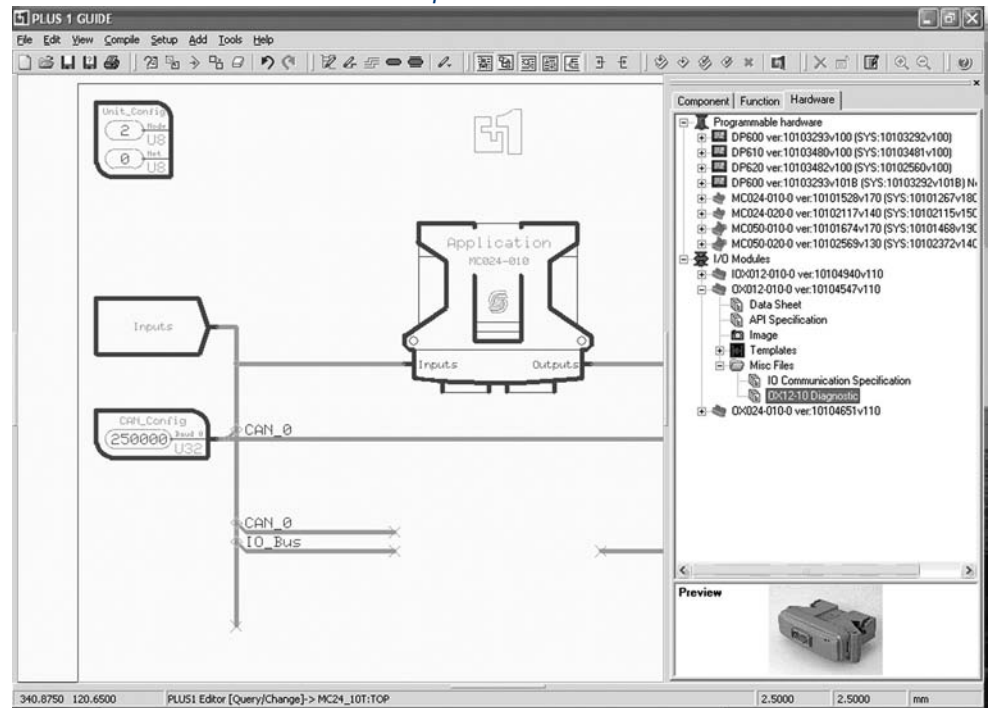 PLUS 1 GUIDE
File Edit View Compile Setup Add Tools Help
Unit_Config
2 Node U8
0 Net U8
Application
MC024-010
Inputs
Inputs Outputs
CAN_Config
250000 Baud 0 U32
CAN_0
CAN_0
IO_Bus
Component Function Hardware
Programmable hardware
DP600 ver:10103293v100 (SYS:10103292v100)
DP610 ver:10103480v100 (SYS:10103481v100)
DP620 ver:10103482v100 (SYS:10102560v100)
DP600 ver:10103293v101B (SYS:10103292v101B) N
MC024-010-0 ver:10101528v170 (SYS:10101267v18
MC024-020-0 ver:10102117v140 (SYS:10102115v15
MC050-010-0 ver:10101674v170 (SYS:10101468v19
MC050-020-0 ver:10102569v130 (SYS:10102372v14
I/O Modules
IOX012-010-0 ver:10104940v110
OX012-010-0 ver:10104547v110
Data Sheet
API Specification
Image
Templates
Misc Files
IO Communication Specification
OX12-10 Diagnostic
OX024-010-0 ver:10104651v110
Preview
340.8750 120.6500 PLUS1 Editor [Query/Change]-> MC24_10T:TOP 2.5000 2.5000 mm